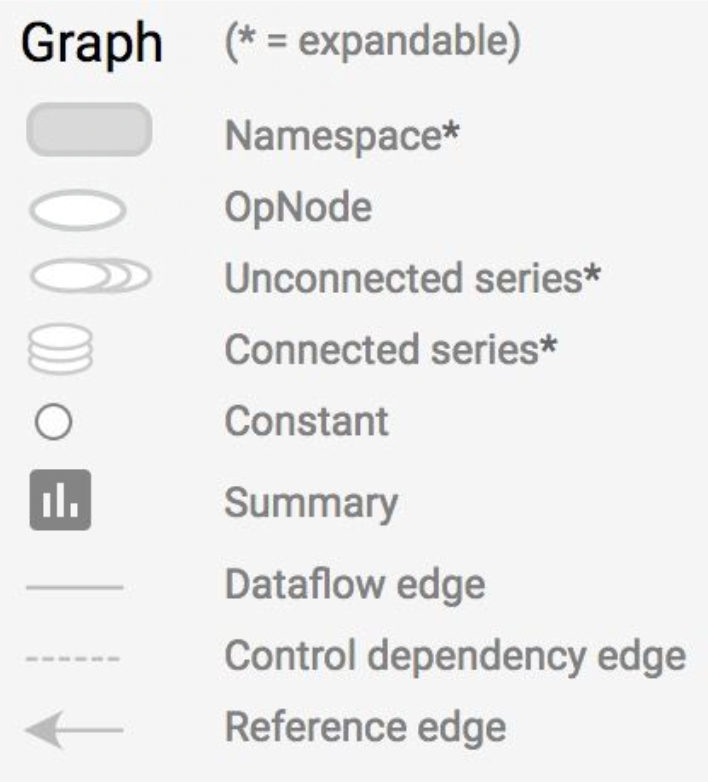 Graph (* = expandable)
Namespace*
OpNode
Unconnected series*
Connected series*
Constant
Summary
Dataflow edge
Control dependency edge
Reference edge